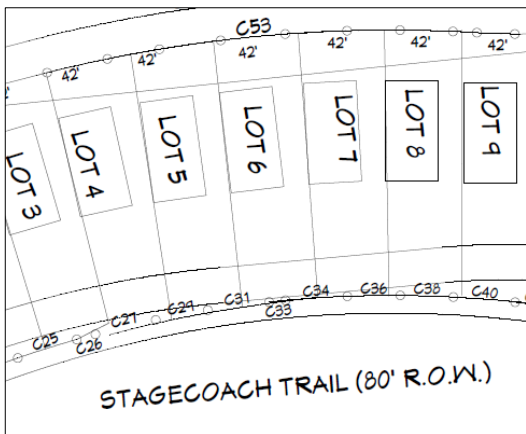 C53
42'
42'
42'
42'
42'
42'
LOT 3
LOT 4
LOT 5
LOT 6
LOT 7
LOT 8
LOT 9
C25
C26
C27
C29
C31
C33
C34
C36
C38
C40
STAGECOACH TRAIL (80' R.O.W.)